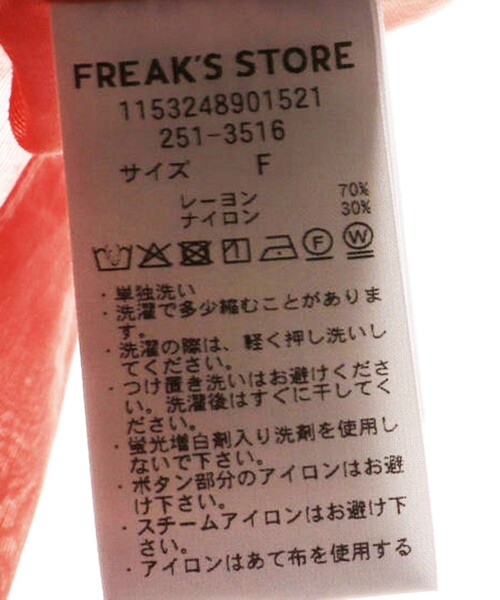 FREAK'S STORE
1153248901521
251-3516
サイズ F
レーヨン 70%
ナイロン 30%
F W
・単独洗い
・洗濯で多少縮むことがありま
す。
・洗濯の際は、軽く押し洗いし
てください。
・つけ置き洗いはお避けくださ
い。洗濯後はすぐに干してく
ださい。
・蛍光増白剤入り洗剤を使用し
ないで下さい。
・ボタン部分のアイロンはお避
け下さい。
・スチームアイロンはお避け下
さい。
・アイロンはあて布を使用する